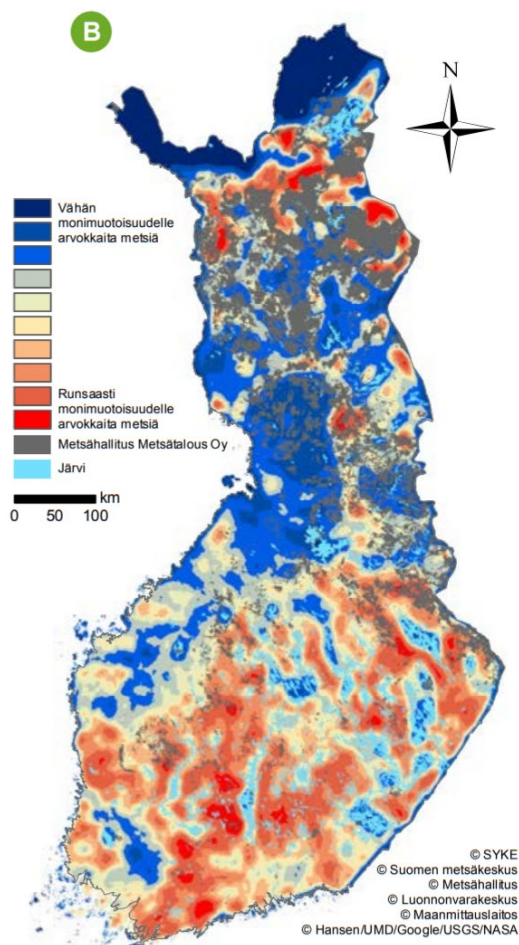 B
N
Vähän
monimuotoisuudelle
arvokkaita metsiä
Runsaasti
monimuotoisuudelle
arvokkaita metsiä
Metsähallitus Metsätalous Oy
Järvi
km
0 50 100
© SYKE
© Suomen metsäkeskus
© Metsähallitus
© Luonnonvarakeskus
© Maanmittauslaitos
© Hansen/UMD/Google/USGS/NASA